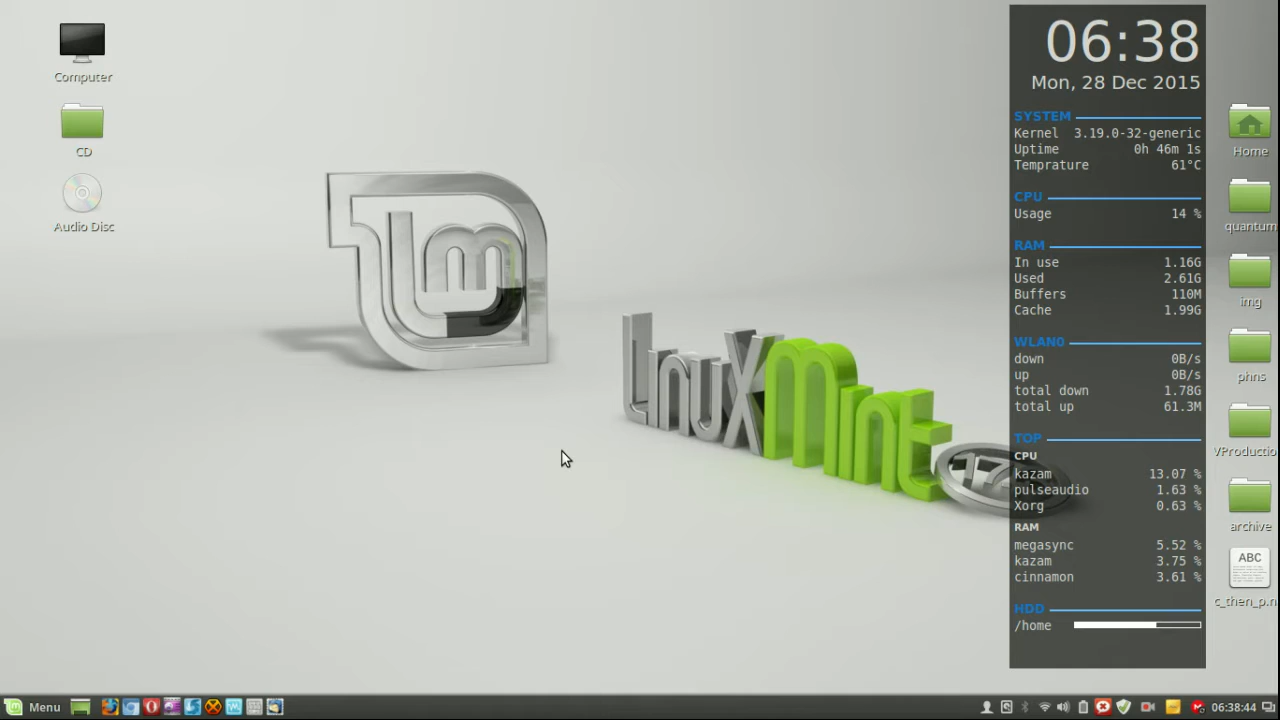 Computer
CD
Audio Disc
LinuxMint
06:38
Mon, 28 Dec 2015
SYSTEM
Kernel 3.19.0-32-generic
Uptime 0h 46m 1s
Temprature 61°C
CPU
Usage 14 %
RAM
In use 1.16G
Used 2.61G
Buffers 110M
Cache 1.99G
WLAN0
down 0B/s
up 0B/s
total down 1.78G
total up 61.3M
TOP
CPU
kazam 13.07 %
pulseaudio 1.63 %
Xorg 0.63 %
RAM
megasync 5.52 %
kazam 3.75 %
cinnamon 3.61 %
HDD
/home
Home
quantum
img
phns
VProductio
archive
ABC
c_then_p.n
Menu
06:38:44